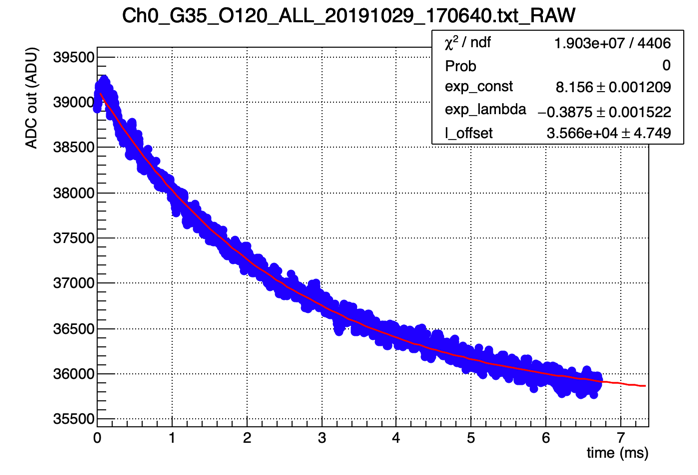 Ch0_G35_O120_ALL_20191029_170640.txt_RAW
χ² / ndf 1.903e+07 / 4406
Prob 0
exp_const 8.156 ± 0.001209
exp_lambda −0.3875 ± 0.001522
l_offset 3.566e+04 ± 4.749
ADC out (ADU)
39500
39000
38500
38000
37500
37000
36500
36000
35500
0 1 2 3 4 5 6 7
time (ms)